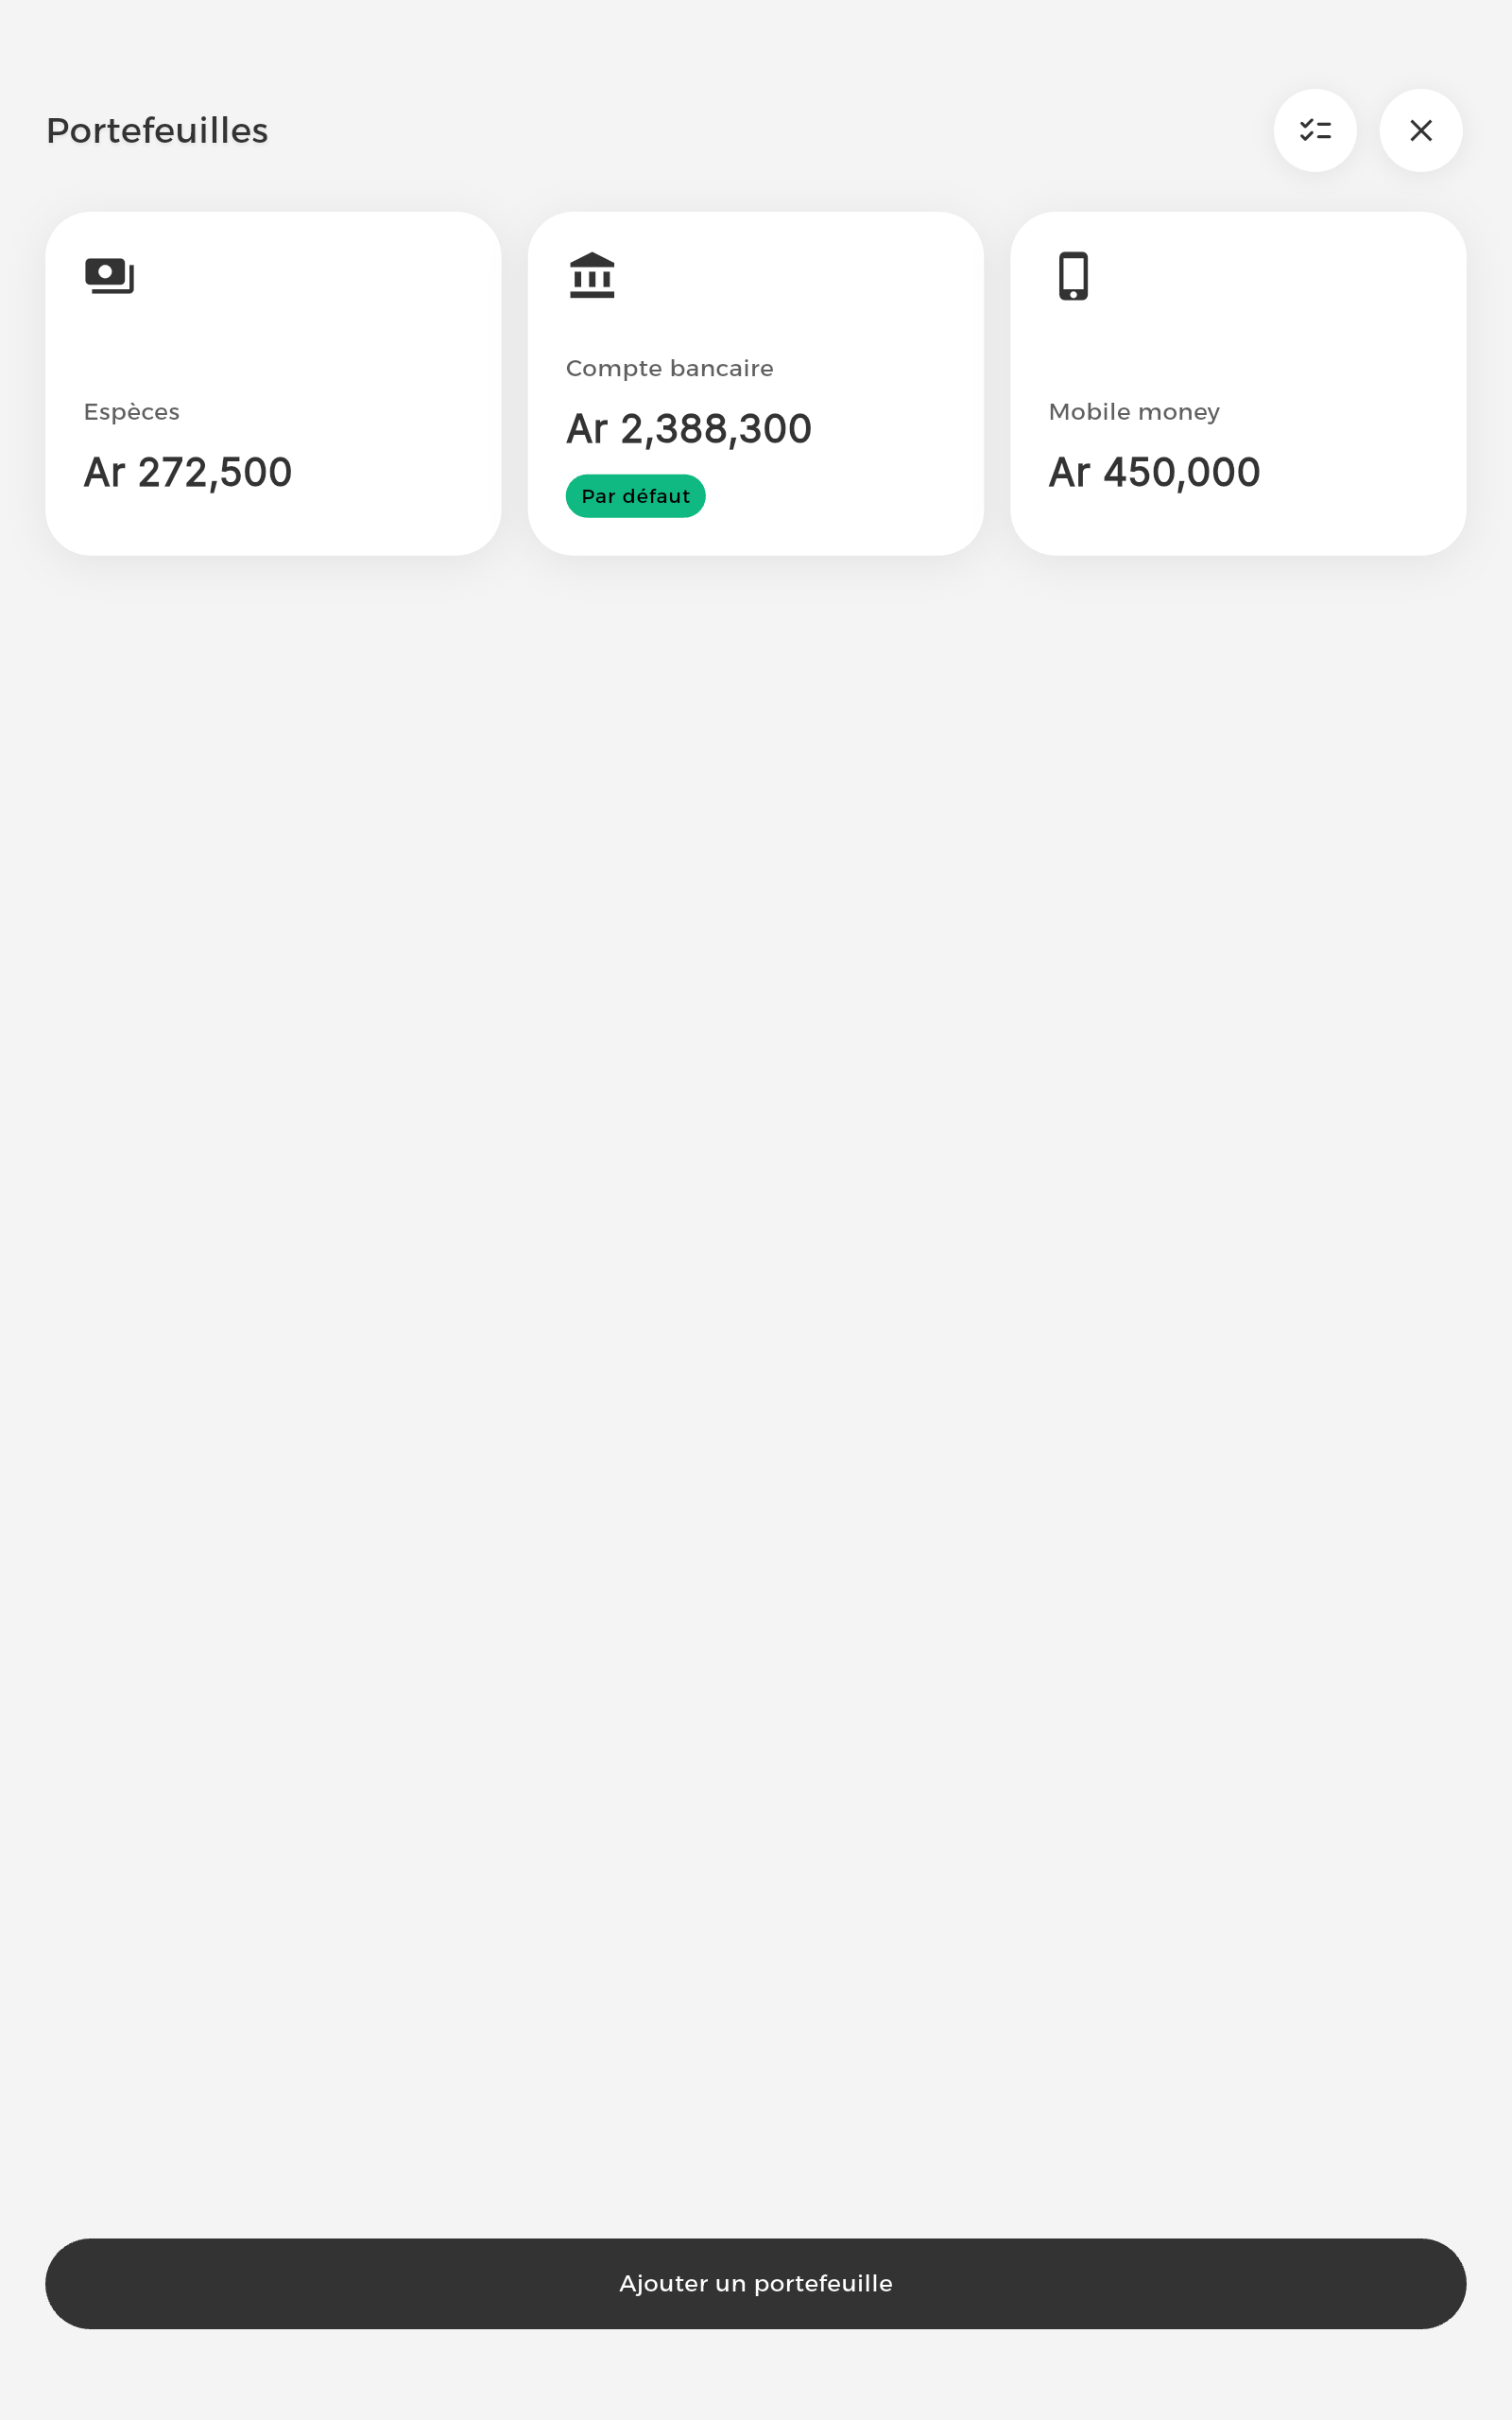 Portefeuilles
Espèces
Ar 272,500
Compte bancaire
Ar 2,388,300
Par défaut
Mobile money
Ar 450,000
Ajouter un portefeuille